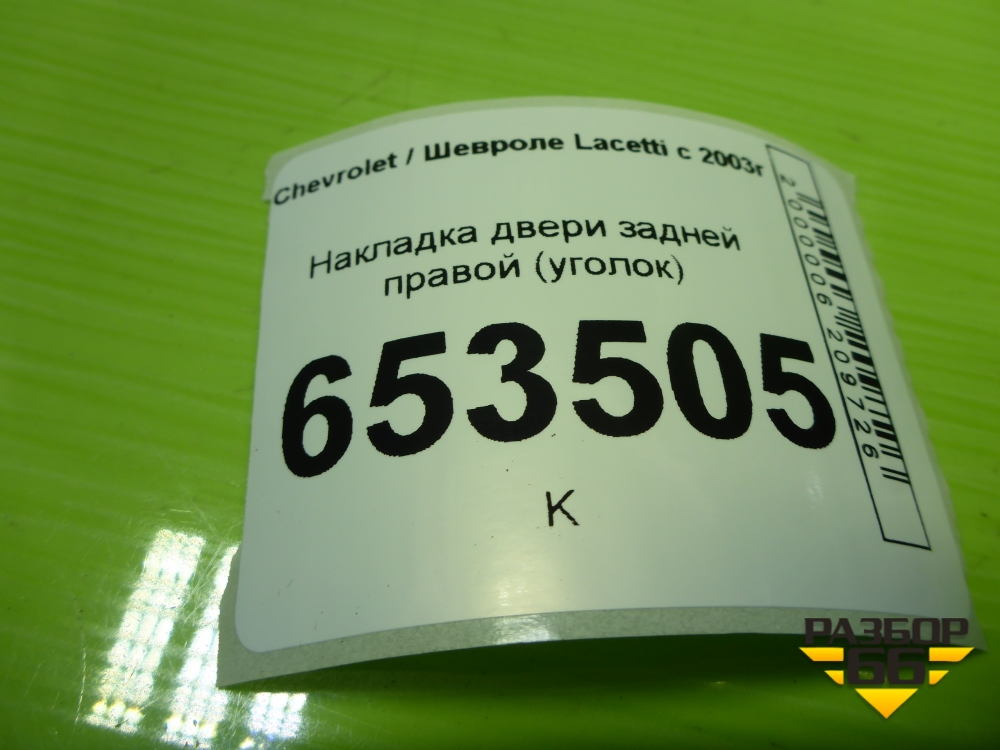 Chevrolet / Шевроле Lacetti с 2003г
Накладка двери задней
правой (уголок)
653505
К
2000006209726
РАЗБОР
66